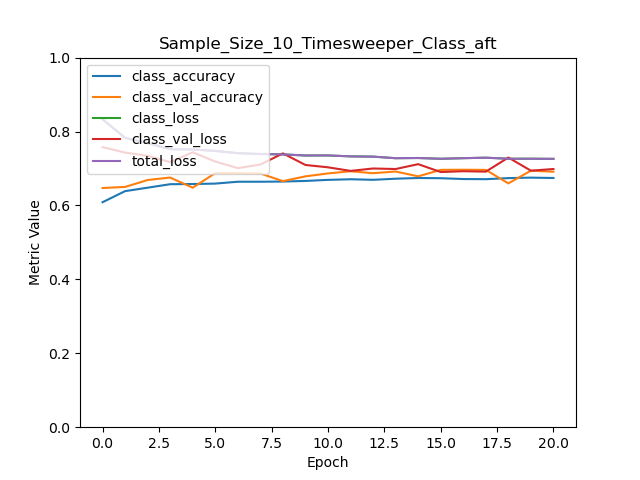 Sample_Size_10_Timesweeper_Class_aft
class_accuracy
class_val_accuracy
class_loss
class_val_loss
total_loss
Metric Value
1.0
0.8
0.6
0.4
0.2
0.0
0.0 2.5 5.0 7.5 10.0 12.5 15.0 17.5 20.0
Epoch